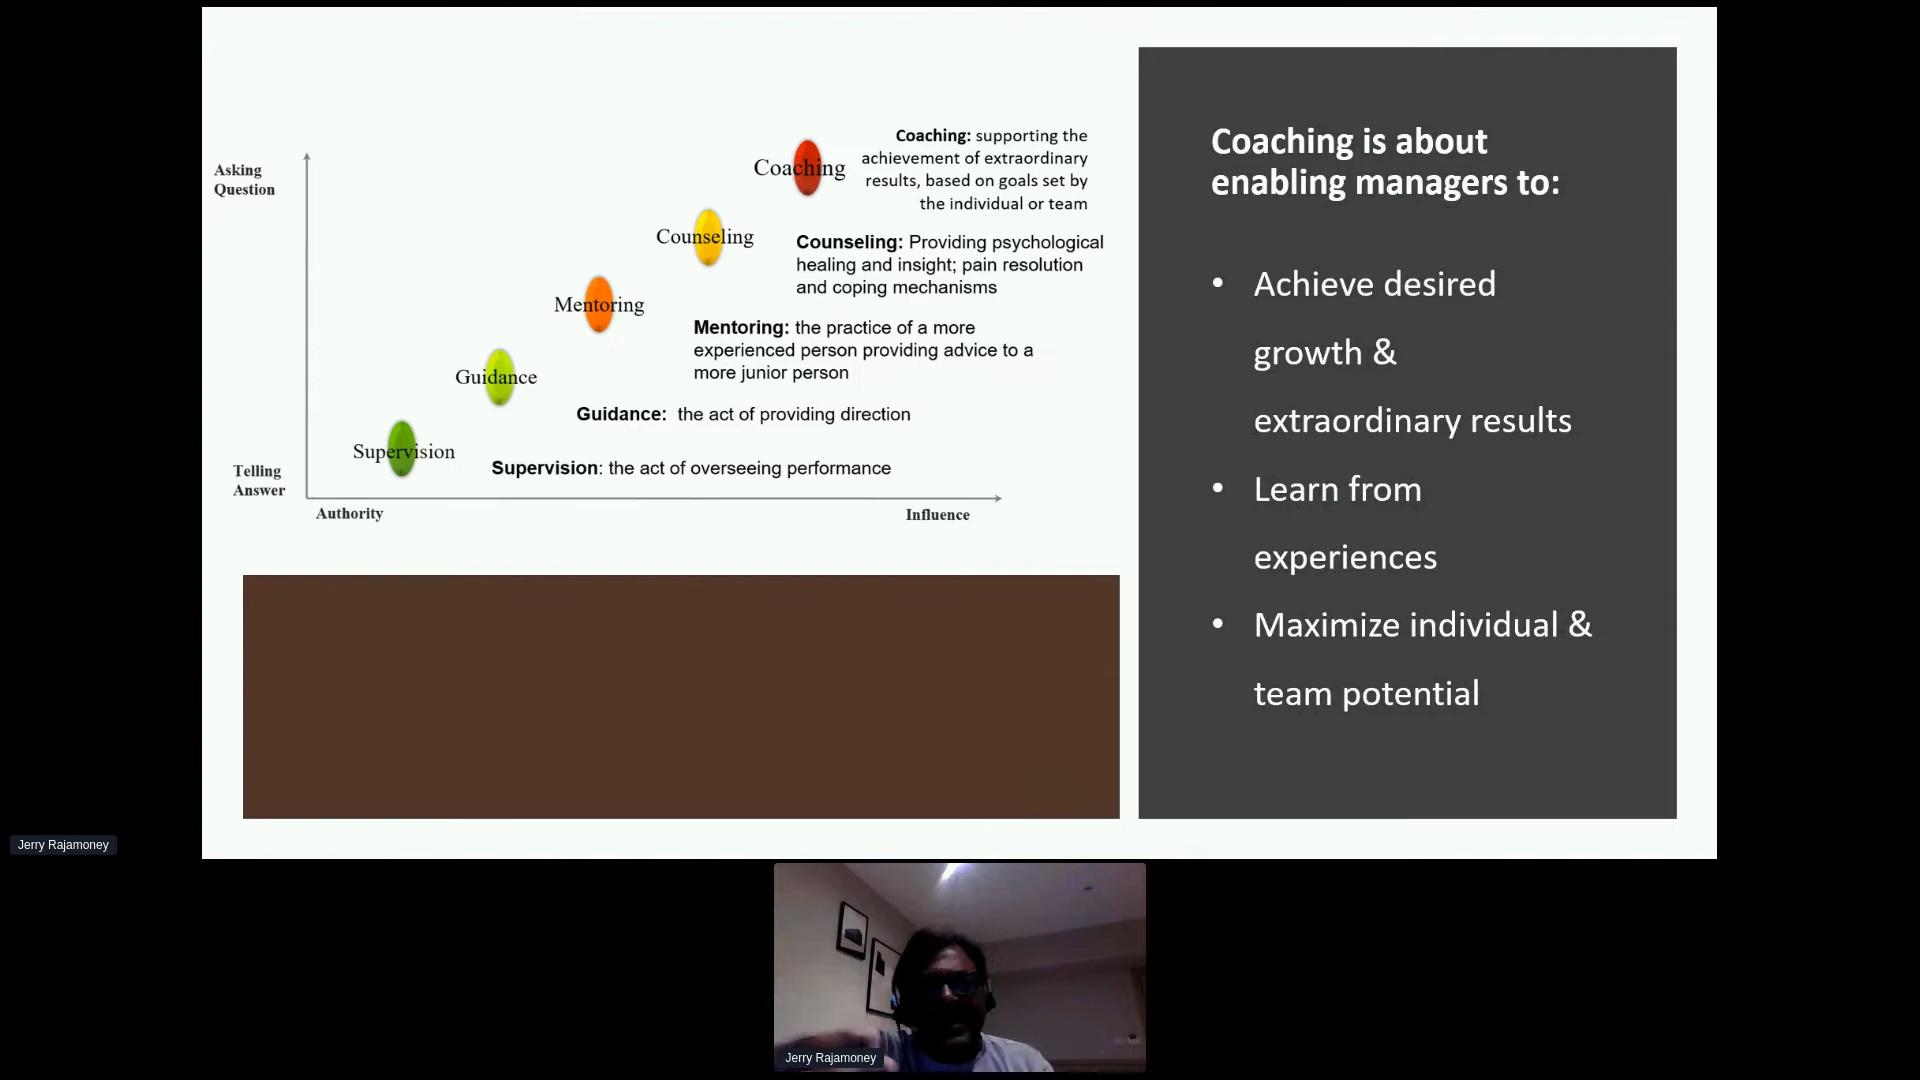 Asking
Question
Telling
Answer
Authority
Influence
Coaching
Counseling
Mentoring
Guidance
Supervision
Coaching: supporting the
achievement of extraordinary
results, based on goals set by
the individual or team
Counseling: Providing psychological
healing and insight; pain resolution
and coping mechanisms
Mentoring: the practice of a more
experienced person providing advice to a
more junior person
Guidance:  the act of providing direction
Supervision: the act of overseeing performance
Coaching is about
enabling managers to:
• Achieve desired
growth &
extraordinary results
• Learn from
experiences
• Maximize individual &
team potential
Jerry Rajamoney
Jerry Rajamoney